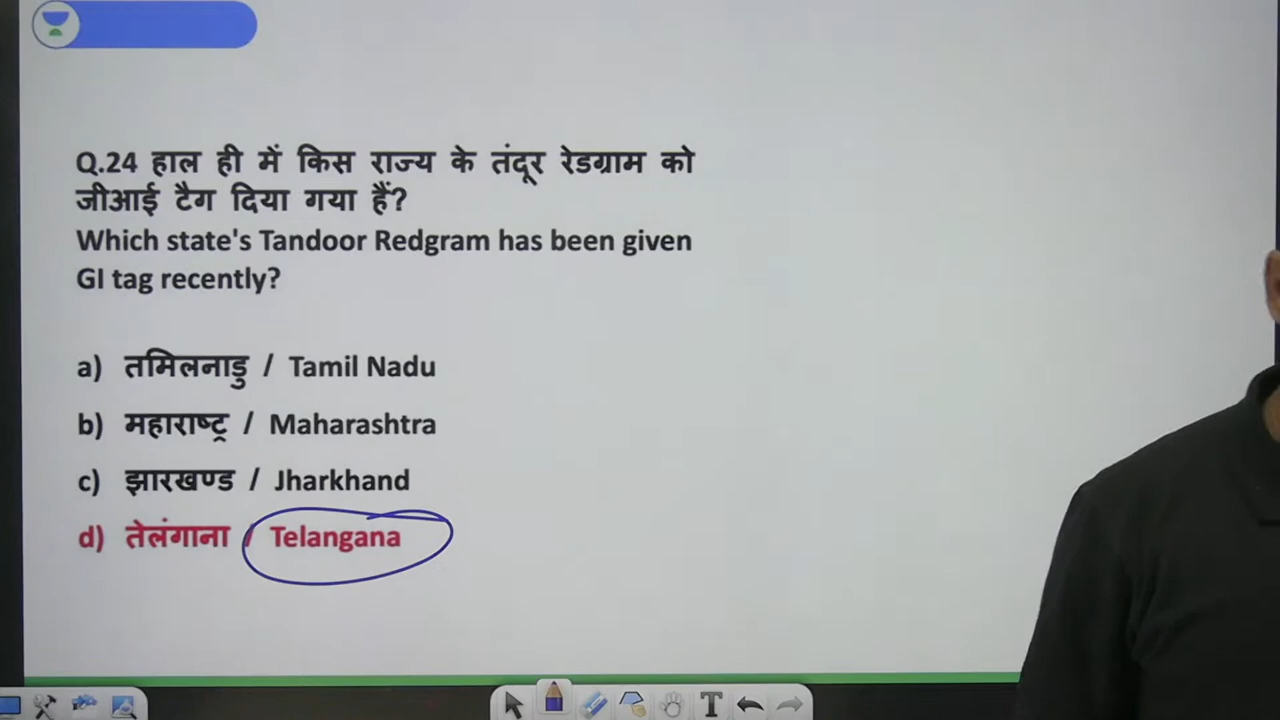 Q.24 हाल ही में किस राज्य के तंदूर रेडग्राम को
जीआई टैग दिया गया हैं?
Which state's Tandoor Redgram has been given
GI tag recently?
a) तमिलनाडु / Tamil Nadu
b) महाराष्ट्र / Maharashtra
c) झारखण्ड / Jharkhand
d) तेलंगाना / Telangana
T